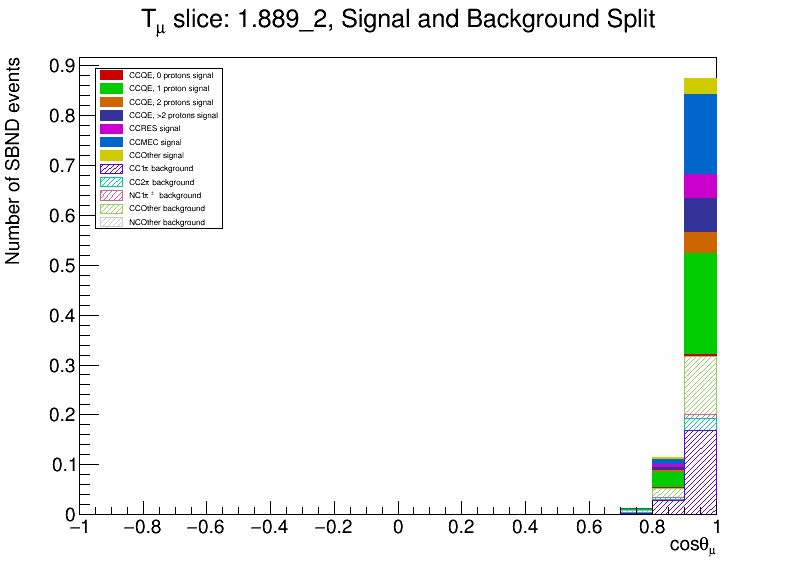 Tμ slice: 1.889_2, Signal and Background Split
Number of SBND events
0.9
0.8
0.7
0.6
0.5
0.4
0.3
0.2
0.1
0
CCQE, 0 protons signal
CCQE, 1 proton signal
CCQE, 2 protons signal
CCQE, >2 protons signal
CCRES signal
CCMEC signal
CCOther signal
CC1π background
CC2π background
NC1π± background
CCOther background
NCOther background
−1 −0.8 −0.6 −0.4 −0.2 0 0.2 0.4 0.6 0.8 1
cosθμ